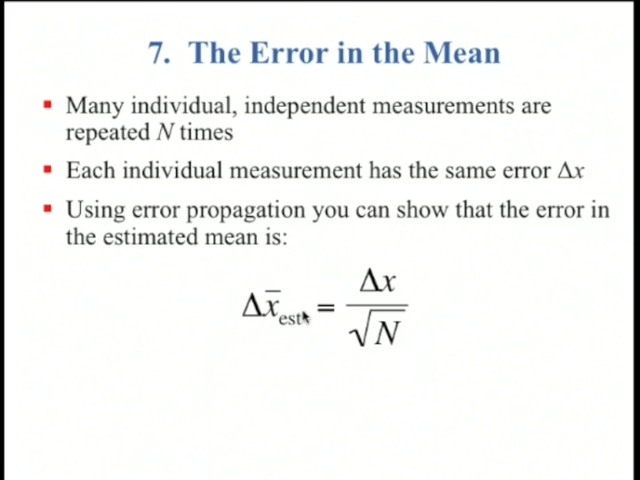 7. The Error in the Mean
▪ Many individual, independent measurements are
repeated N times
▪ Each individual measurement has the same error Δx
▪ Using error propagation you can show that the error in
the estimated mean is:
Δx̄_est = Δx / √N